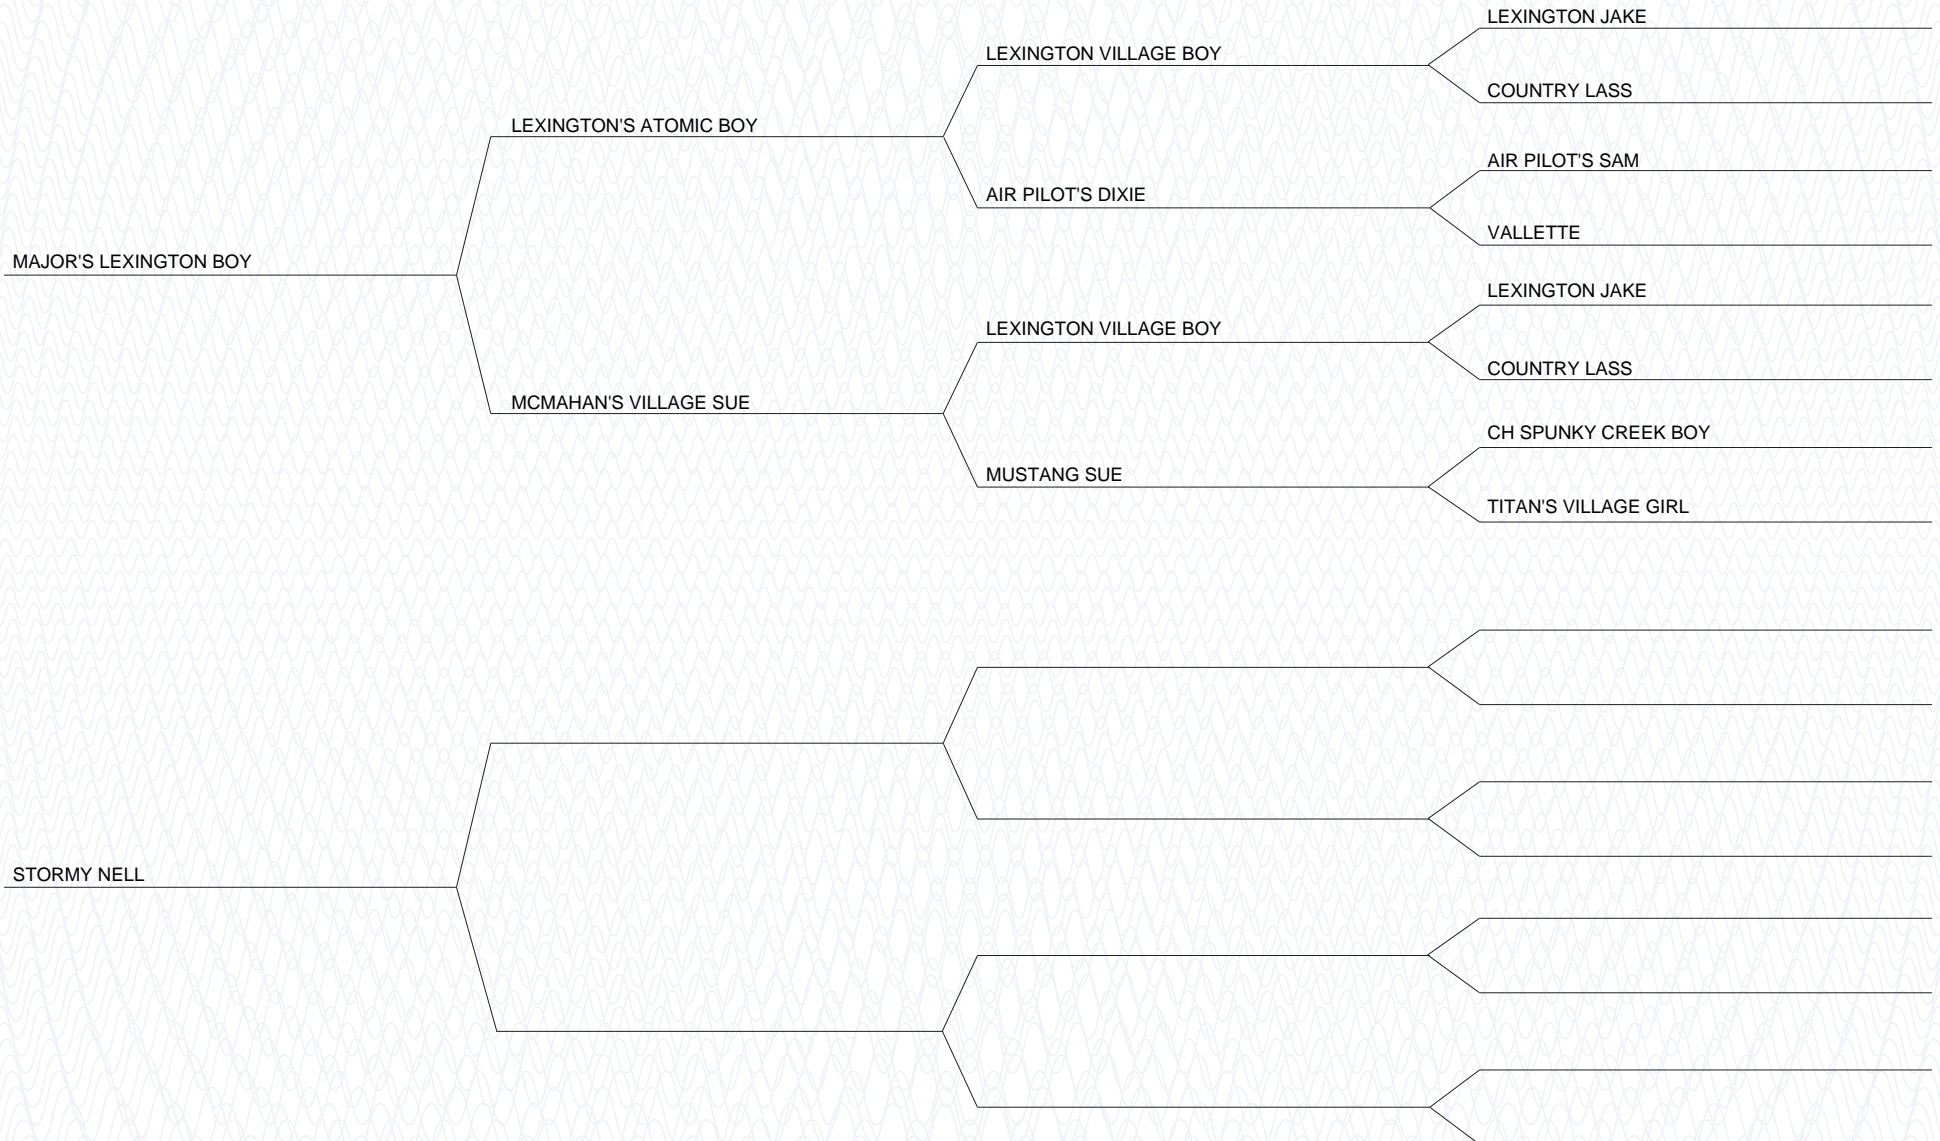 LEXINGTON JAKE
LEXINGTON VILLAGE BOY
COUNTRY LASS
LEXINGTON'S ATOMIC BOY
AIR PILOT'S SAM
AIR PILOT'S DIXIE
VALLETTE
MAJOR'S LEXINGTON BOY
LEXINGTON JAKE
LEXINGTON VILLAGE BOY
COUNTRY LASS
MCMAHAN'S VILLAGE SUE
CH SPUNKY CREEK BOY
MUSTANG SUE
TITAN'S VILLAGE GIRL
STORMY NELL